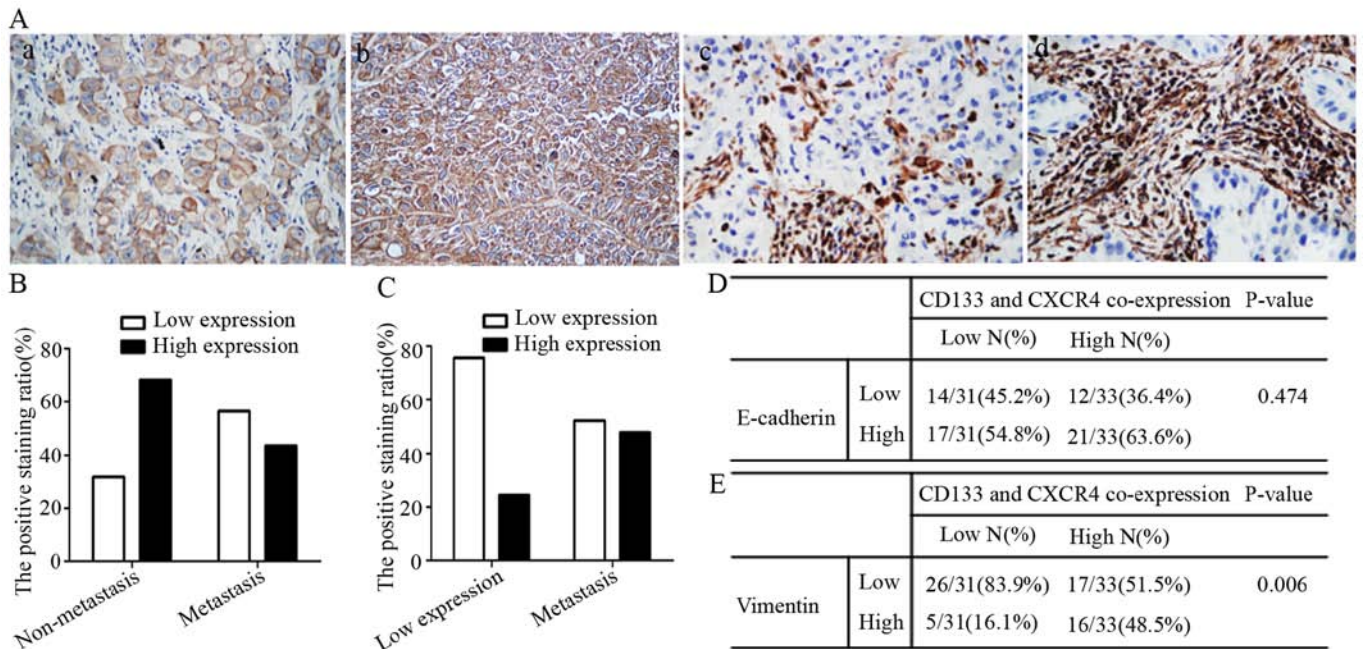 A
a
b
c
d
B
Low expression
High expression
The positive staining ratio(%)
80
60
40
20
0
Non-metastasis
Metastasis
C
Low expression
High expression
The positive staining ratio(%)
80
60
40
20
0
Low expression
Metastasis
D
CD133 and CXCR4 co-expression P-value
Low N(%) High N(%)
E-cadherin
Low 14/31(45.2%) 12/33(36.4%) 0.474
High 17/31(54.8%) 21/33(63.6%)
E
CD133 and CXCR4 co-expression P-value
Low N(%) High N(%)
Vimentin
Low 26/31(83.9%) 17/33(51.5%) 0.006
High 5/31(16.1%) 16/33(48.5%)